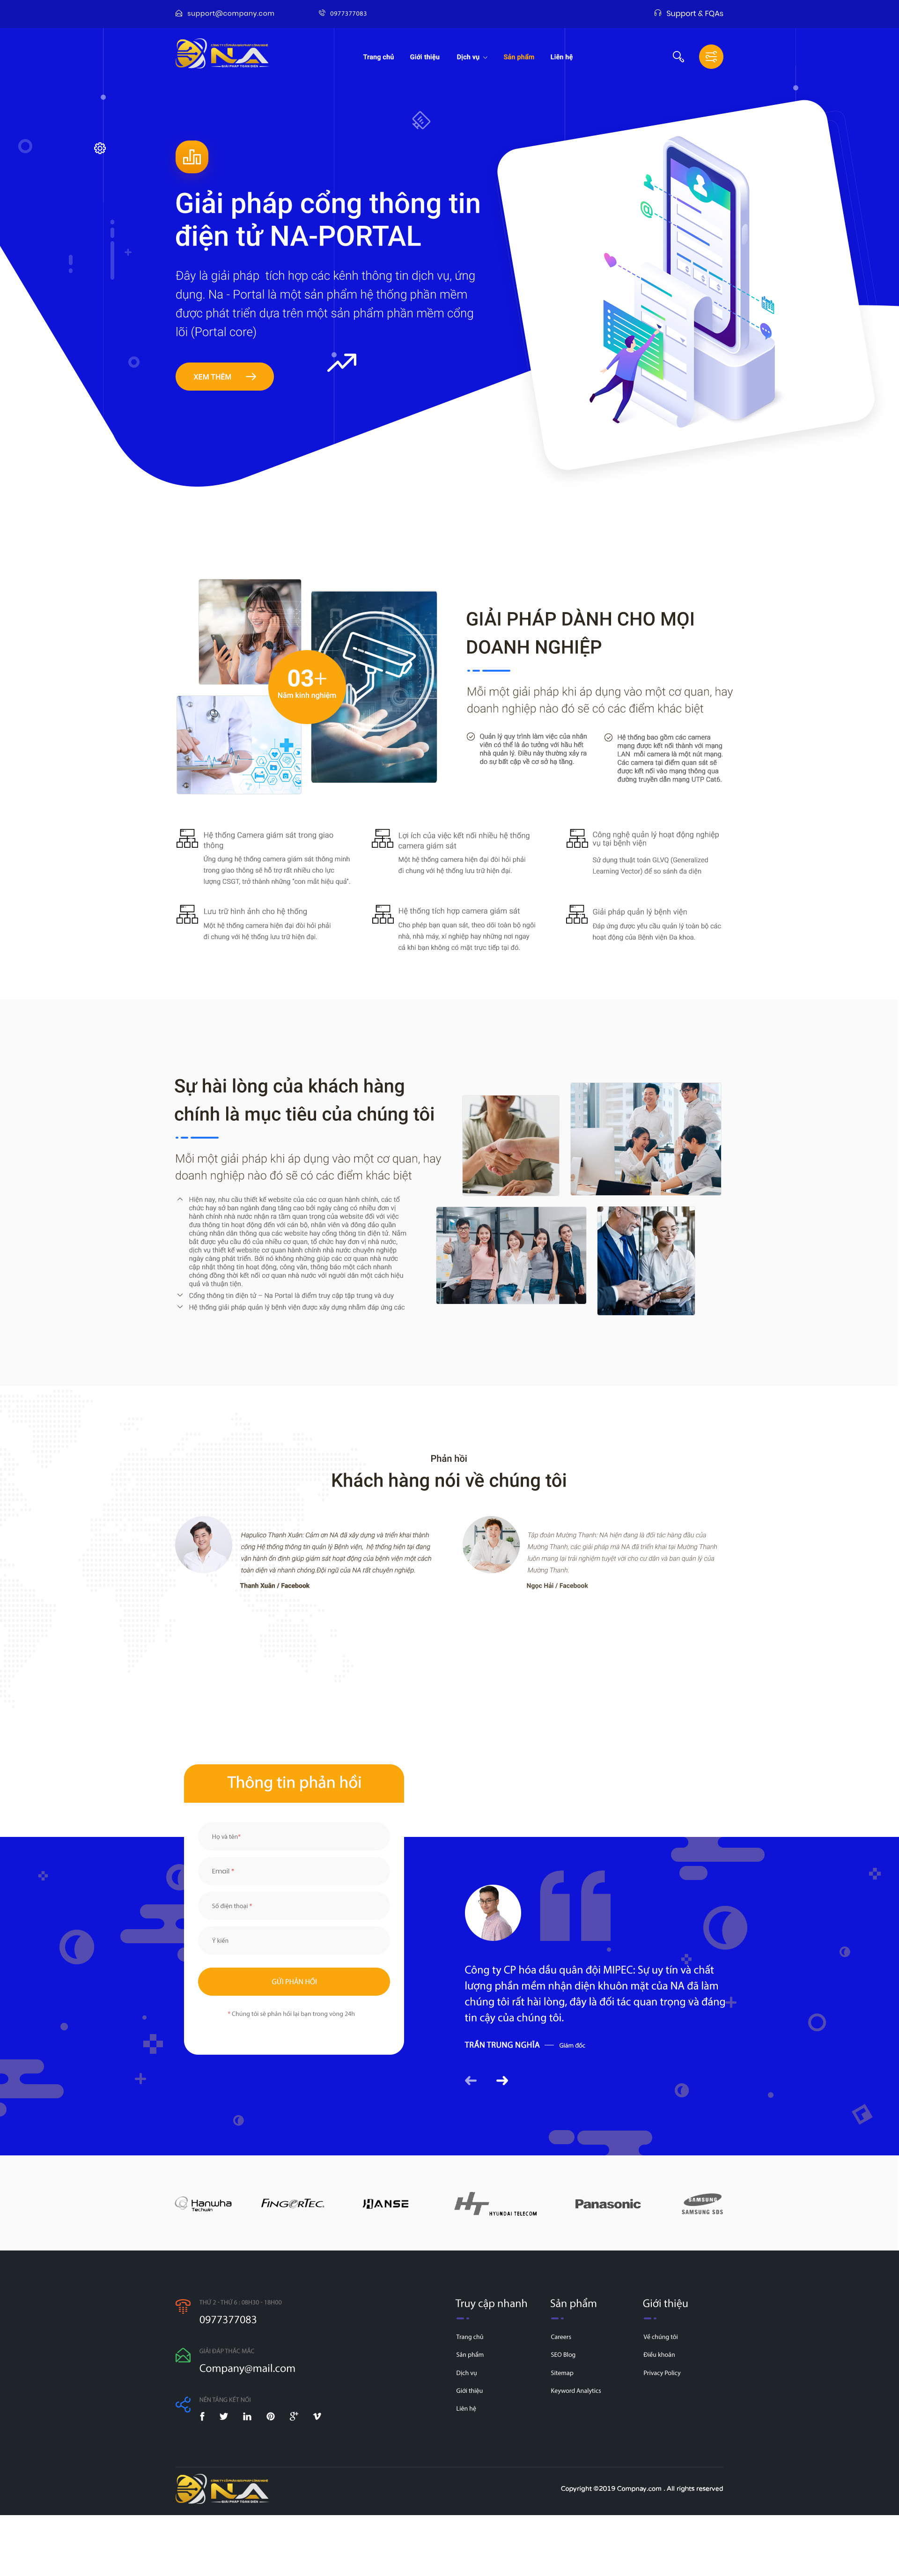 support@company.com
0977377083
Support & FQAs
NA
Trang chủ
Giới thiệu
Dịch vụ
Sản phẩm
Liên hệ
Giải pháp cổng thông tin
điện tử NA-PORTAL
Đây là giải pháp tích hợp các kênh thông tin dịch vụ, ứng
dụng. Na - Portal là một sản phẩm hệ thống phần mềm
được phát triển dựa trên một sản phẩm phần mềm cổng
lõi (Portal core)
XEM THÊM
03+
Năm kinh nghiệm
GIẢI PHÁP DÀNH CHO MỌI
DOANH NGHIỆP
Mỗi một giải pháp khi áp dụng vào một cơ quan, hay
doanh nghiệp nào đó sẽ có các điểm khác biệt
Quản lý quy trình làm việc của nhân
viên có thể là ảo tưởng với hầu hết
nhà quản lý. Điều này thường xảy ra
do sự bất cập về cơ sở hạ tầng.
Hệ thống bao gồm các camera
mạng được kết nối thành với mạng
LAN mỗi camera là một nút mạng.
Các camera tại điểm quan sát sẽ
được kết nối vào mạng thông qua
đường truyền dẫn mạng UTP Cat6.
Hệ thống Camera giám sát trong giao
thông
Ứng dụng hệ thống camera giám sát thông minh
trong giao thông sẽ hỗ trợ rất nhiều cho lực
lượng CSGT, trở thành những "con mắt hiệu quả".
Lợi ích của việc kết nối nhiều hệ thống
camera giám sát
Một hệ thống camera hiện đại đòi hỏi phải
đi chung với hệ thống lưu trữ hiện đại.
Công nghệ quản lý hoạt động nghiệp
vụ tại bệnh viện
Sử dụng thuật toán GLVQ (Generalized
Learning Vector) để so sánh đa diện
Lưu trữ hình ảnh cho hệ thống
Một hệ thống camera hiện đại đòi hỏi phải
đi chung với hệ thống lưu trữ hiện đại.
Hệ thống tích hợp camera giám sát
Cho phép bạn quan sát, theo dõi toàn bộ ngôi
nhà, nhà máy, xí nghiệp hay những nơi ngay
cả khi bạn không có mặt trực tiếp tại đó.
Giải pháp quản lý bệnh viện
Đáp ứng được yêu cầu quản lý toàn bộ các
hoạt động của Bệnh viện Đa khoa.
Sự hài lòng của khách hàng
chính là mục tiêu của chúng tôi
Mỗi một giải pháp khi áp dụng vào một cơ quan, hay
doanh nghiệp nào đó sẽ có các điểm khác biệt
Hiện nay, nhu cầu thiết kế website của các cơ quan hành chính, các tổ
chức hay sở ban ngành đang tăng cao bởi ngày càng có nhiều đơn vị
hành chính nhà nước nhận ra tầm quan trọng của website đối với việc
đưa thông tin hoạt động đến với cán bộ, nhân viên và đông đảo quần
chúng nhân dân thông qua các website hay cổng thông tin điện tử. Nắm
bắt được yêu cầu đó của nhiều cơ quan, tổ chức hay đơn vị nhà nước,
dịch vụ thiết kế website cơ quan hành chính nhà nước chuyên nghiệp
ngày càng phát triển. Bởi nó không những giúp các cơ quan nhà nước
cập nhật thông tin hoạt động, công văn, thông báo một cách nhanh
chóng đồng thời kết nối cơ quan nhà nước với người dân một cách hiệu
quả và thuận tiện.
Cổng thông tin điện tử – Na Portal là điểm truy cập tập trung và duy
Hệ thống giải pháp quản lý bệnh viện được xây dựng nhằm đáp ứng các
Phản hồi
Khách hàng nói về chúng tôi
Hapulico Thanh Xuân: Cảm ơn NA đã xây dựng và triển khai thành
công Hệ thống thông tin quản lý Bệnh viện, hệ thống hiện tại đang
vận hành ổn định giúp giám sát hoạt động của bệnh viện một cách
toàn diện và nhanh chóng.Đội ngũ của NA rất chuyên nghiệp.
Thanh Xuân / Facebook
Tập đoàn Mường Thanh: NA hiện đang là đối tác hàng đầu của
Mường Thanh, các giải pháp mà NA đã triển khai tại Mường Thanh
luôn mang lại trải nghiệm tuyệt vời cho cư dân và ban quản lý của
Mường Thanh.
Ngọc Hải / Facebook
Thông tin phản hồi
Họ và tên*
Email *
Số điện thoại *
Ý kiến
GỬI PHẢN HỒI
* Chúng tôi sẽ phản hồi lại bạn trong vòng 24h
Công ty CP hóa dầu quân đội MIPEC: Sự uy tín và chất
lượng phần mềm nhận diện khuôn mặt của NA đã làm
chúng tôi rất hài lòng, đây là đối tác quan trọng và đáng
tin cậy của chúng tôi.
TRẦN TRUNG NGHĨA
Giám đốc
Hanwha
Techwin
FINGERTEC
HANSE
HT
HYUNDAI TELECOM
Panasonic
SAMSUNG
SAMSUNG SDS
THỨ 2 - THỨ 6 : 08H30 - 18H00
0977377083
GIẢI ĐÁP THẮC MẮC
Company@mail.com
NỀN TẢNG KẾT NỐI
Truy cập nhanh
Trang chủ
Sản phẩm
Dịch vụ
Giới thiệu
Liên hệ
Sản phẩm
Careers
SEO Blog
Sitemap
Keyword Analytics
Giới thiệu
Về chúng tôi
Điều khoản
Privacy Policy
NA
Copyright ©2019 Compnay.com . All rights reserved